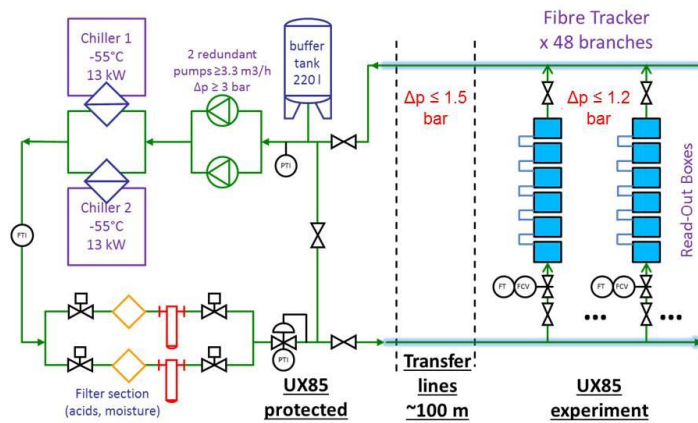 Chiller 1
-55°C
13 kW
2 redundant
pumps ≥3.3 m3/h
Δp ≥ 3 bar
buffer
tank
220 l
Fibre Tracker
x 48 branches
Δp ≤ 1.5
bar
Δp ≤ 1.2
bar
Read-Out Boxes
PTI
Chiller 2
-55°C
13 kW
PTI
FT
FCV
FT
FCV
•••
•••
PTI
Filter section
(acids, moisture)
UX85
protected
Transfer
lines
~100 m
UX85
experiment